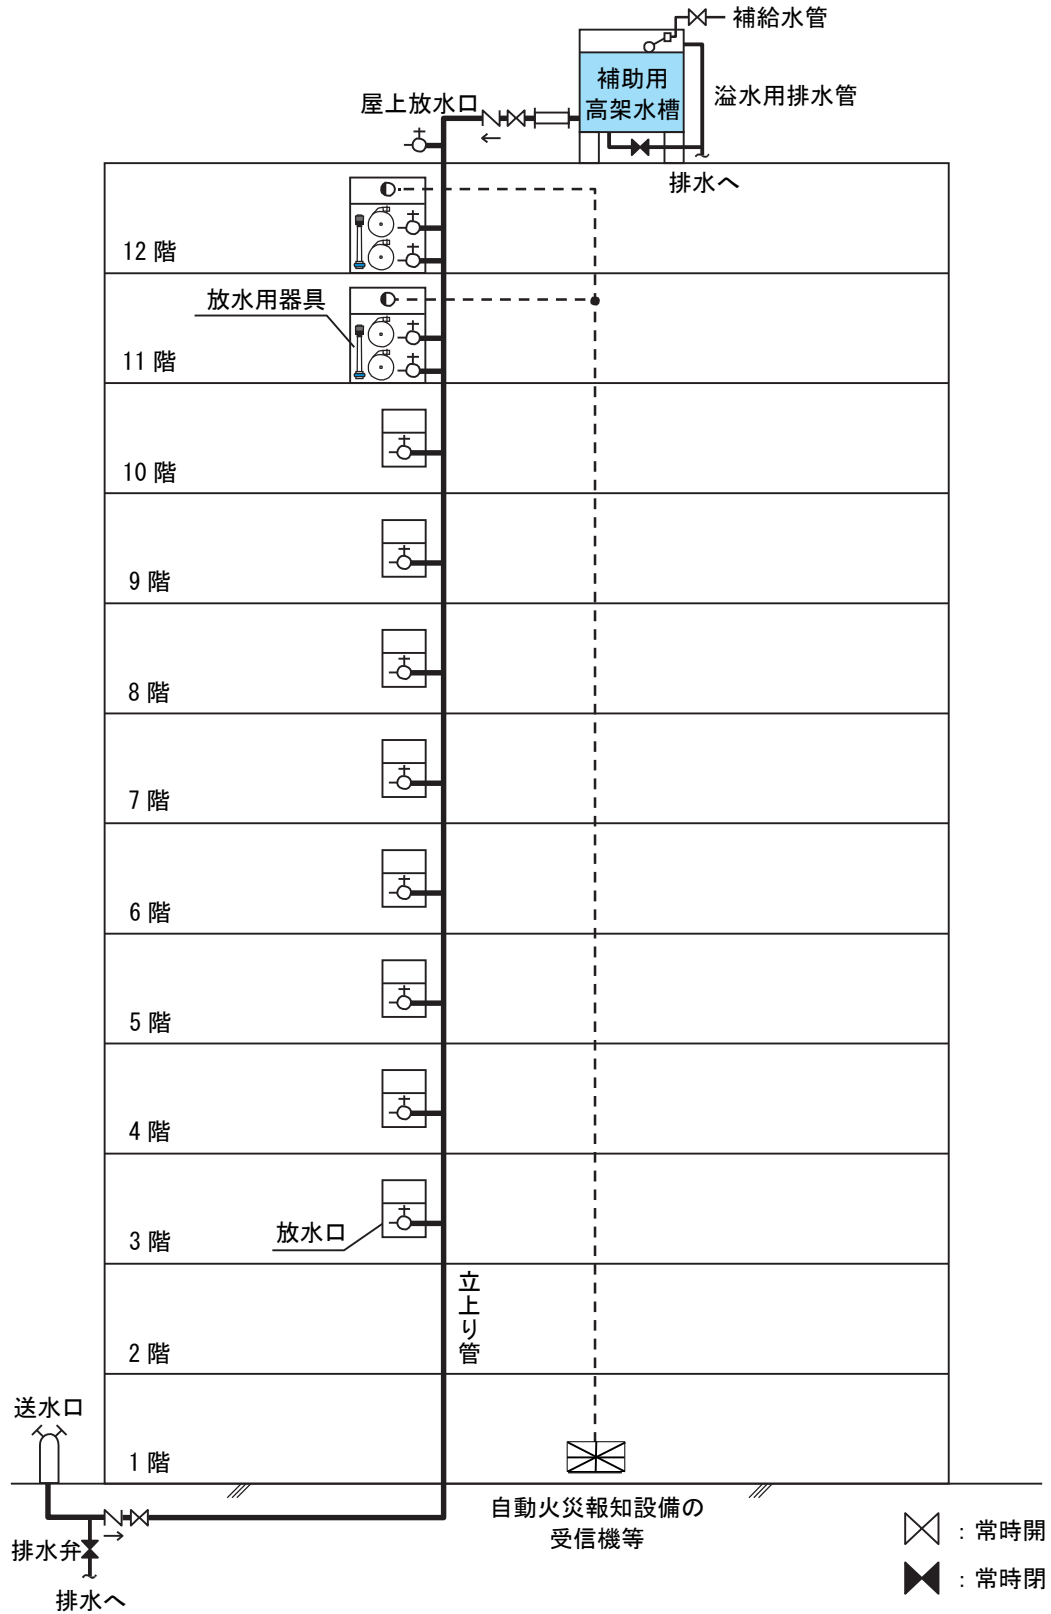 補給水管
補助用
高架水槽
溢水用排水管
屋上放水口
排水へ
12 階
放水用器具
11 階
10 階
9 階
8 階
7 階
6 階
5 階
4 階
3 階
放水口
立上り管
2 階
送水口
1 階
自動火災報知設備の
受信機等
排水弁
排水へ
：常時開
：常時閉